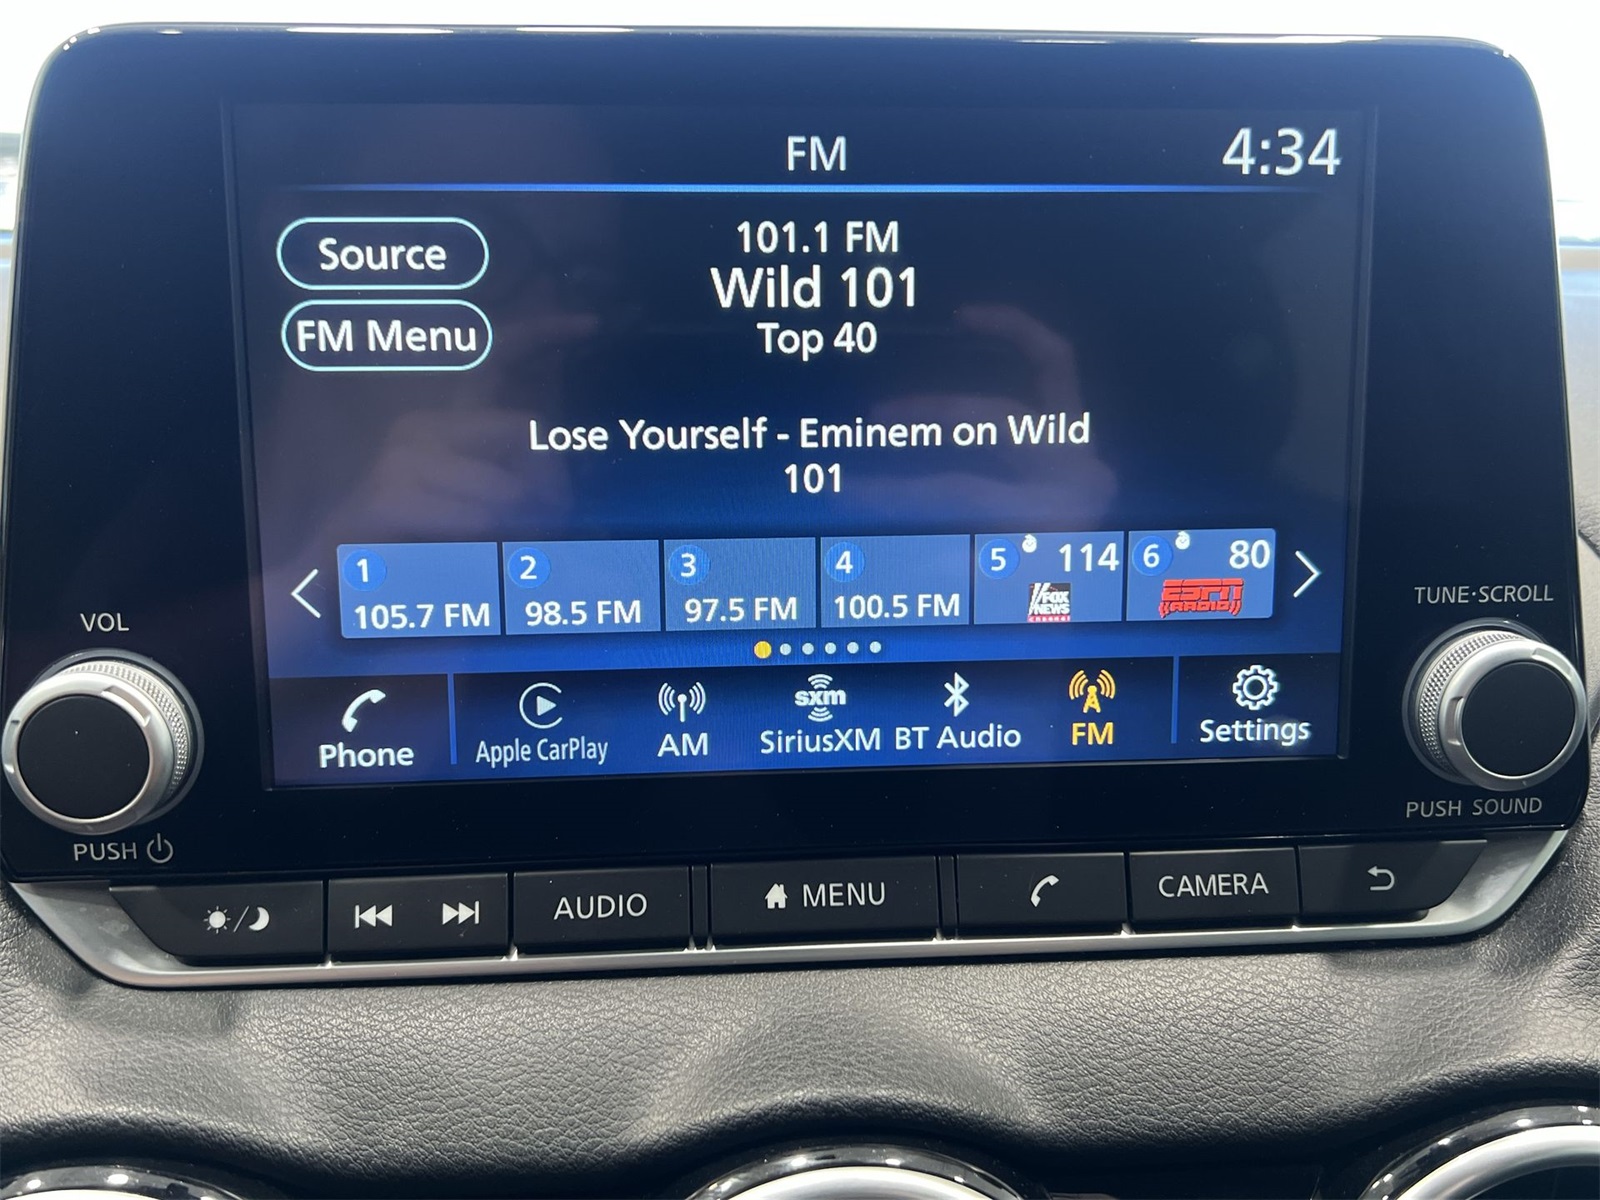 FM
4:34
Source
FM Menu
101.1 FM
Wild 101
Top 40
Lose Yourself - Eminem on Wild
101
1
105.7 FM
2
98.5 FM
3
97.5 FM
4
100.5 FM
5
114
FOX
NEWS
channel
6
80
ESPN
RADIO
Phone
Apple CarPlay
AM
sxm
SiriusXM
BT Audio
FM
Settings
VOL
PUSH
TUNE·SCROLL
PUSH SOUND
AUDIO
MENU
CAMERA